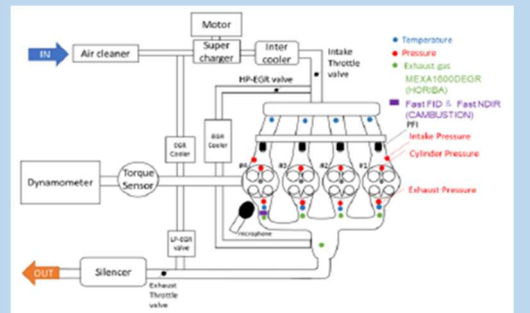 Motor
IN
Air cleaner
Super
charger
Inter
cooler
Intake
Throttle
valve
HP-EGR valve
Temperature
Pressure
Exhaust gas
MEXA1600DEGR
(HORIBA)
Fast FID & Fast NDIR
(CAMBUSTION)
PFI
Intake Pressure
Cylinder Pressure
Exhaust Pressure
EGR
Cooler
EGR
Cooler
#4
#3
#2
#1
Dynamometer
Torque
Sensor
microphone
LP-EGR
valve
OUT
Silencer
Exhaust
Throttle
valve